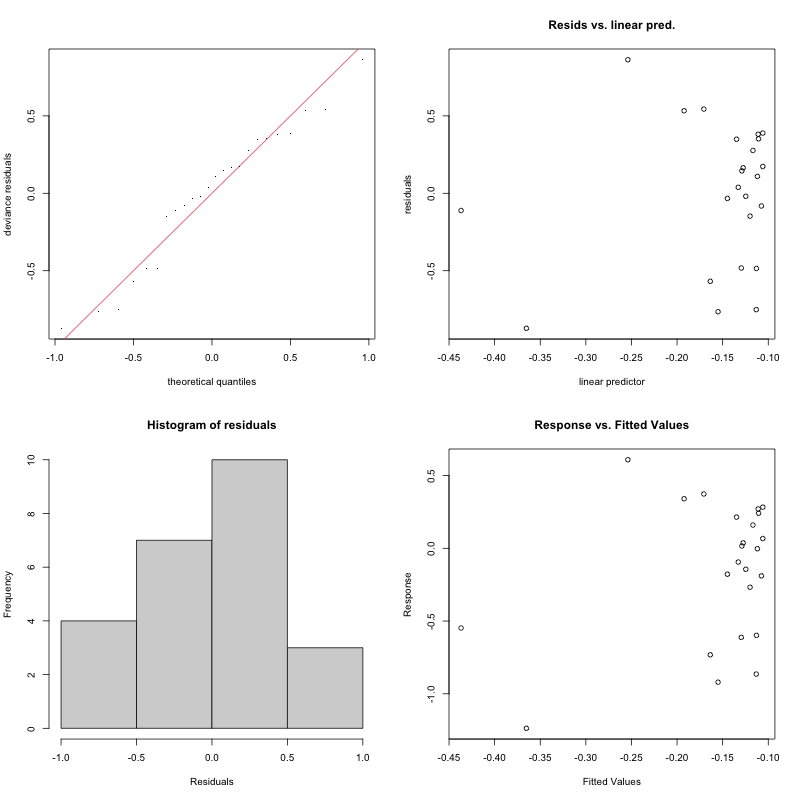 deviance residuals
-0.5 0.0 0.5
-1.0 -0.5 0.0 0.5 1.0
theoretical quantiles
Resids vs. linear pred.
residuals
-0.5 0.0 0.5
-0.45 -0.40 -0.35 -0.30 -0.25 -0.20 -0.15 -0.10
linear predictor
Histogram of residuals
Frequency
0 2 4 6 8 10
-1.0 -0.5 0.0 0.5 1.0
Residuals
Response vs. Fitted Values
Response
-1.0 -0.5 0.0 0.5
-0.45 -0.40 -0.35 -0.30 -0.25 -0.20 -0.15 -0.10
Fitted Values